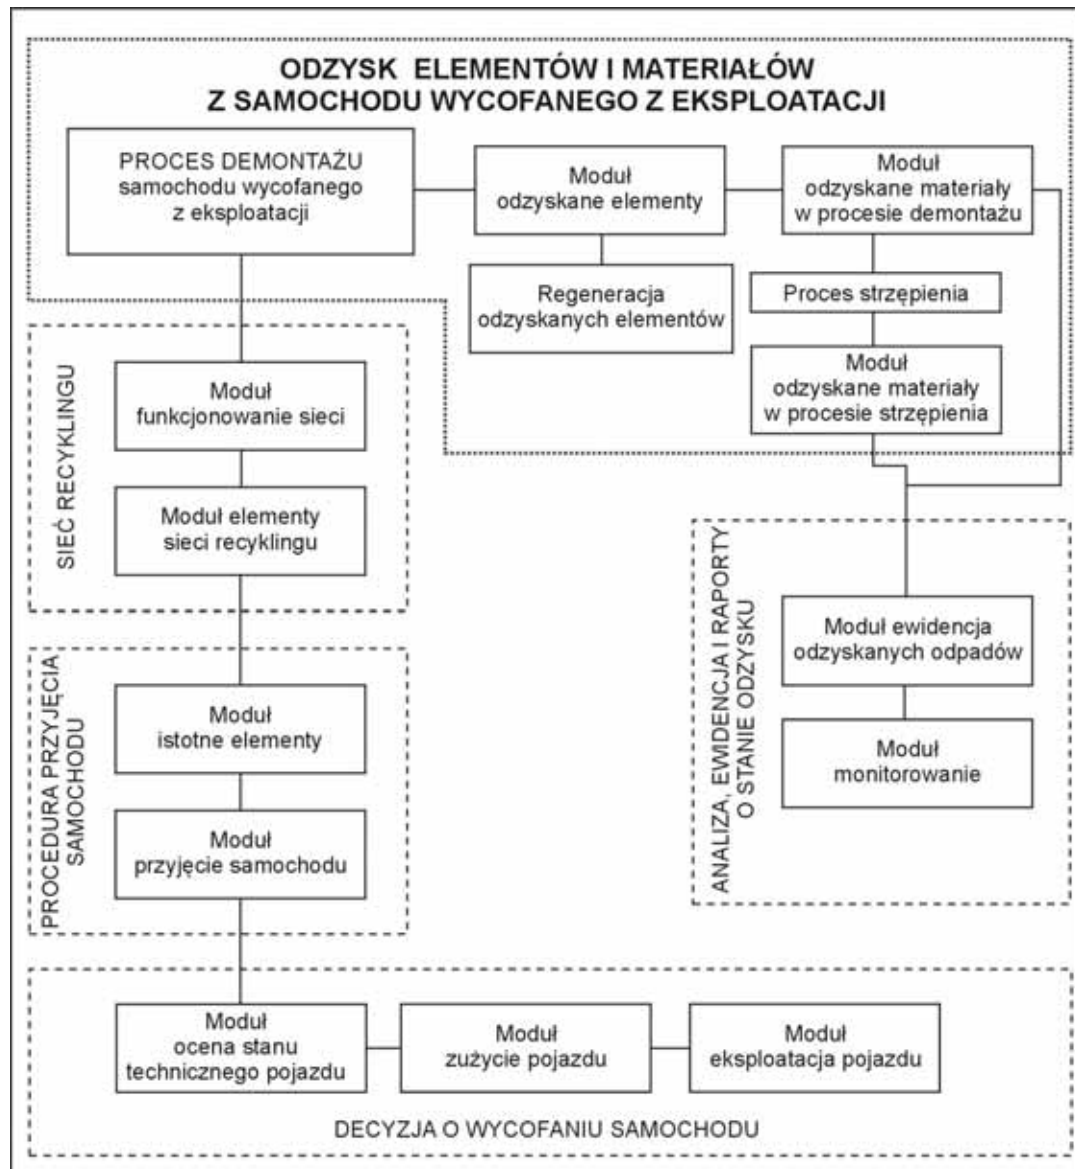 ODZYSK ELEMENTÓW I MATERIAŁÓW
Z SAMOCHODU WYCOFANEGO Z EKSPLOATACJI
PROCES DEMONTAŻU
samochodu wycofanego
z eksploatacji
Moduł
odzyskane elementy
Moduł
odzyskane materiały
w procesie demontażu
Regeneracja
odzyskanych elementów
Proces strzępienia
Moduł
odzyskane materiały
w procesie strzępienia
SIEĆ RECYKLINGU
Moduł
funkcjonowanie sieci
Moduł elementy
sieci recyklingu
PROCEDURA PRZYJĘCIA
SAMOCHODU
Moduł
istotne elementy
Moduł
przyjęcie samochodu
ANALIZA, EWIDENCJA I RAPORTY
O STANIE ODZYSKU
Moduł ewidencja
odzyskanych odpadów
Moduł
monitorowanie
Moduł
ocena stanu
technicznego pojazdu
Moduł
zużycie pojazdu
Moduł
eksploatacja pojazdu
DECYZJA O WYCOFANIU SAMOCHODU